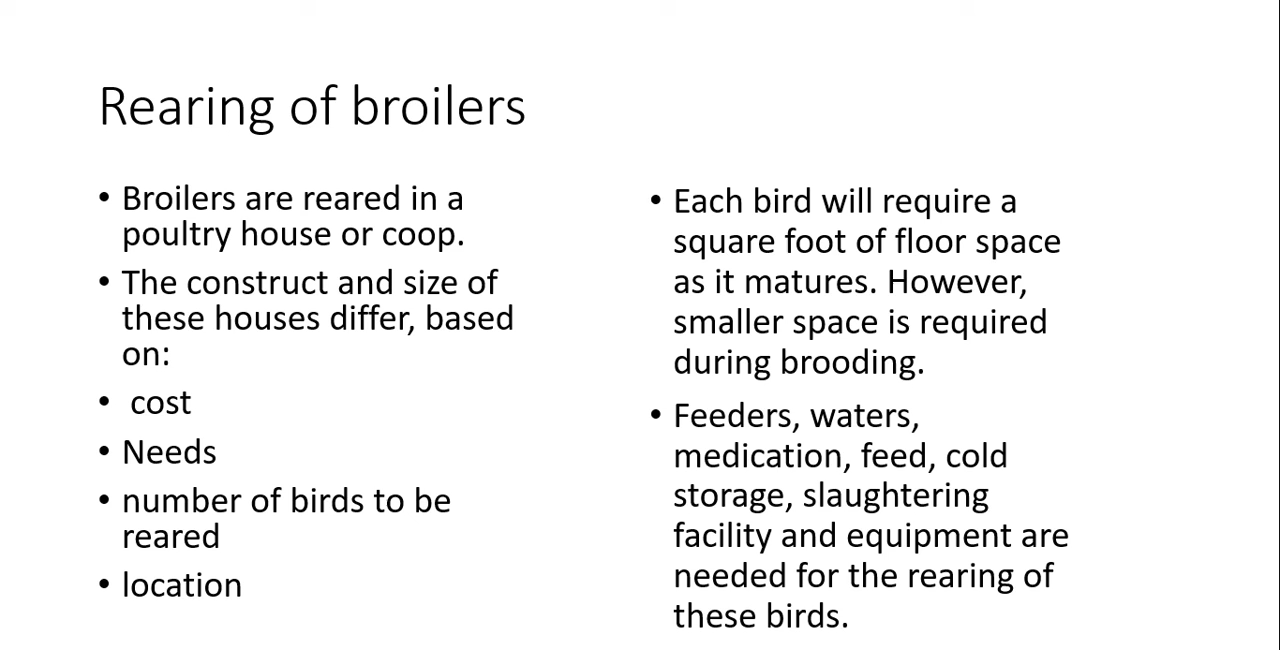 Rearing of broilers
• Broilers are reared in a
poultry house or coop.
• The construct and size of
these houses differ, based
on:
• cost
• Needs
• number of birds to be
reared
• location
• Each bird will require a
square foot of floor space
as it matures. However,
smaller space is required
during brooding.
• Feeders, waters,
medication, feed, cold
storage, slaughtering
facility and equipment are
needed for the rearing of
these birds.